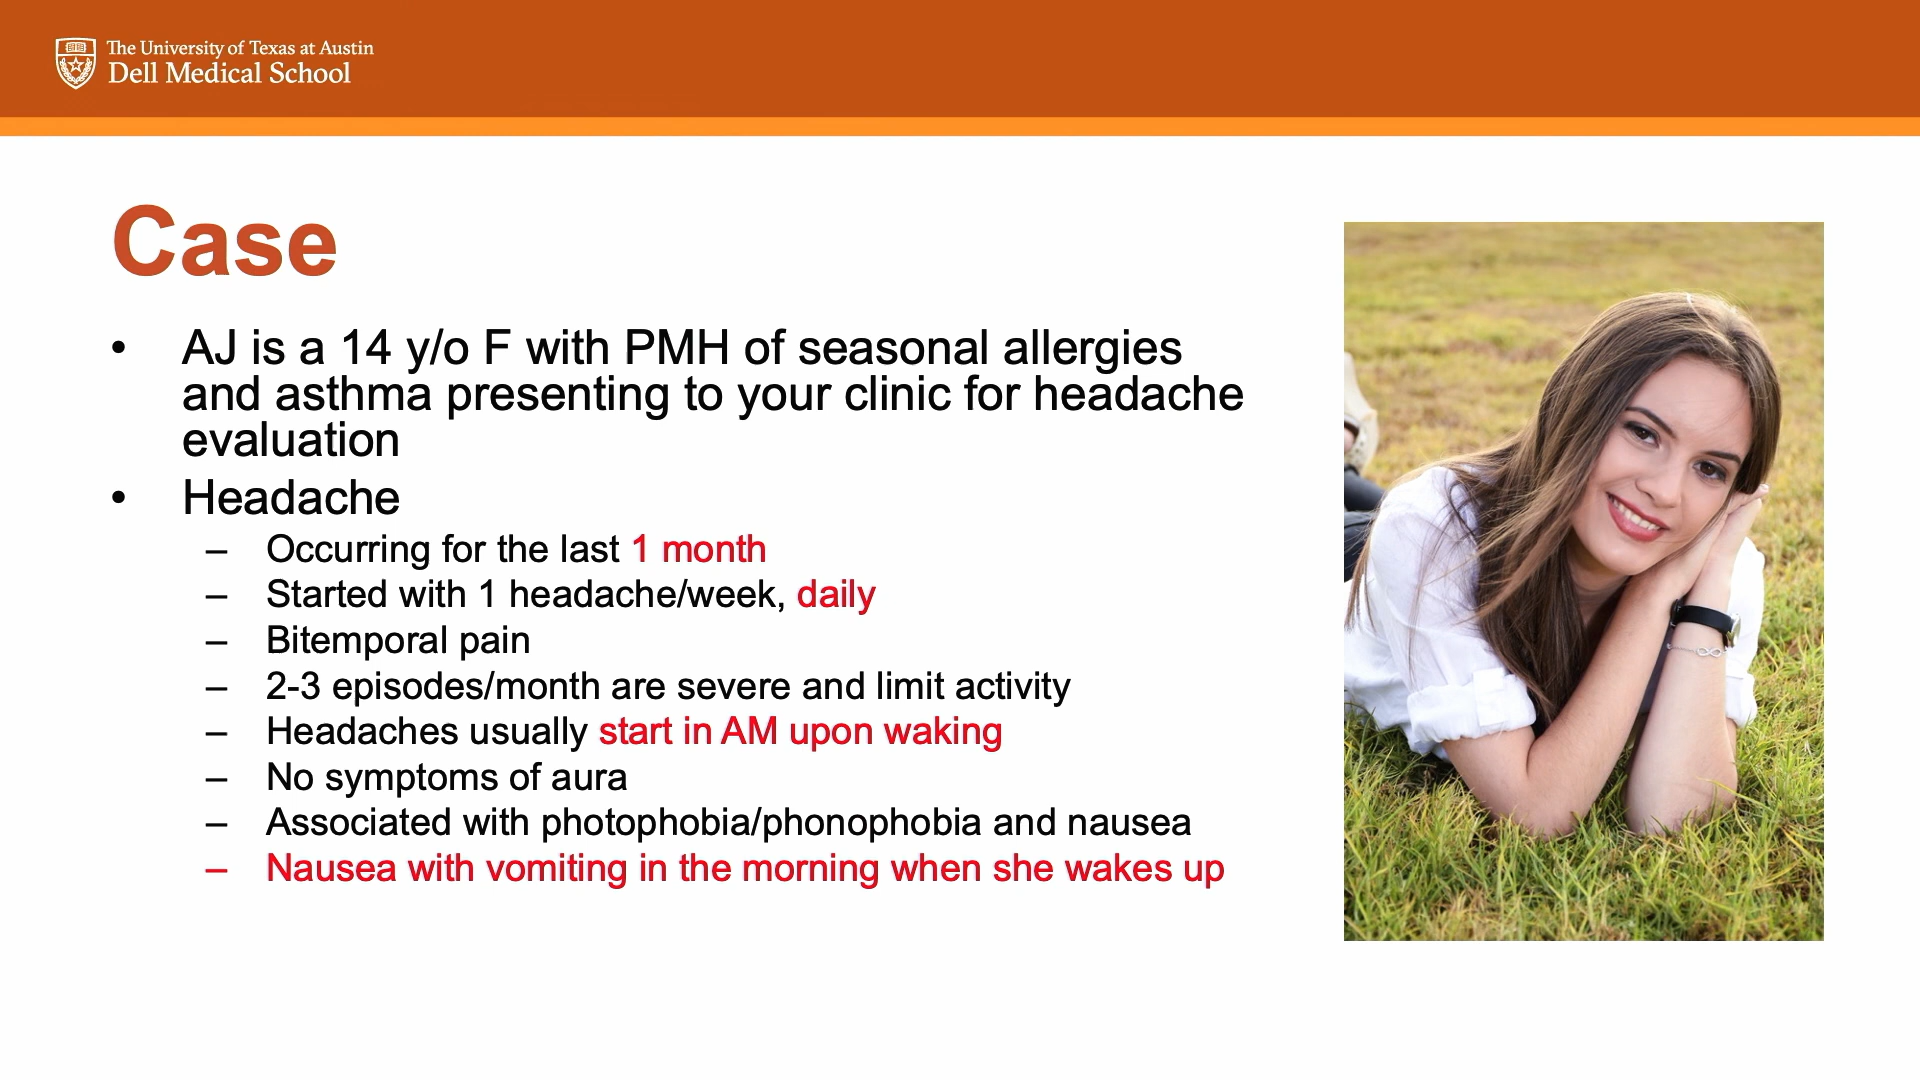 The University of Texas at Austin
Dell Medical School
Case
• AJ is a 14 y/o F with PMH of seasonal allergies
and asthma presenting to your clinic for headache
evaluation
• Headache
– Occurring for the last 1 month
– Started with 1 headache/week, daily
– Bitemporal pain
– 2-3 episodes/month are severe and limit activity
– Headaches usually start in AM upon waking
– No symptoms of aura
– Associated with photophobia/phonophobia and nausea
– Nausea with vomiting in the morning when she wakes up